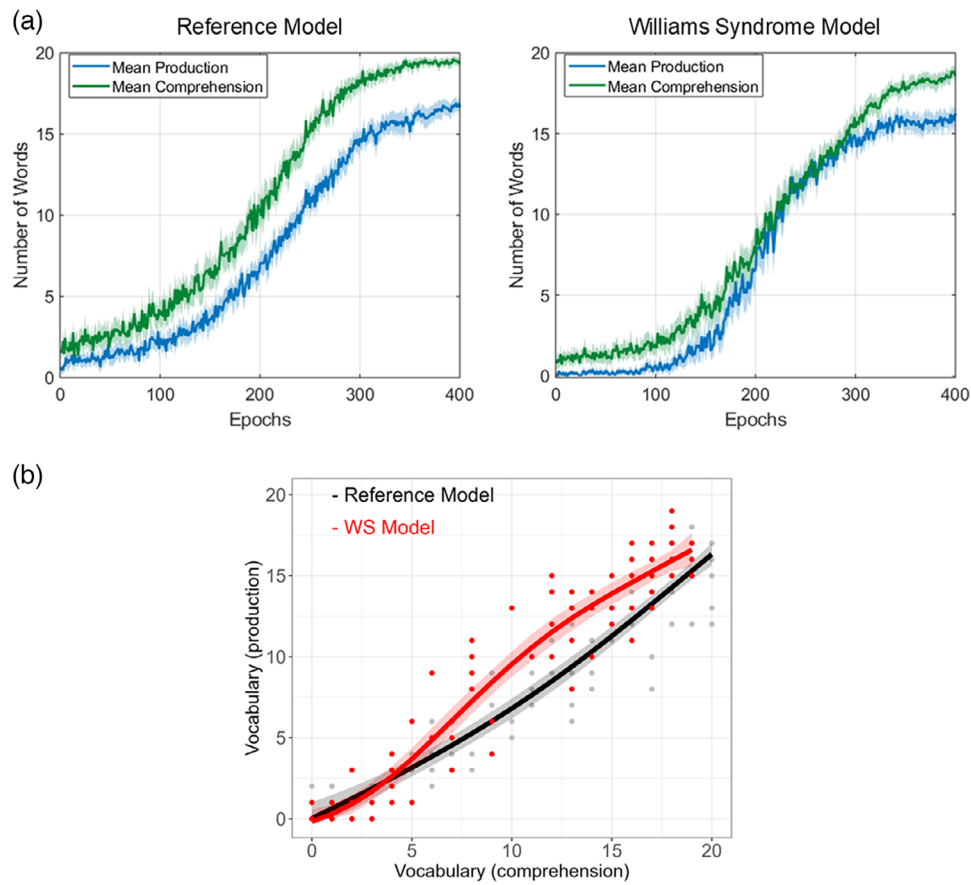 (a)
Reference Model
Williams Syndrome Model
20
15
10
5
0
Number of Words
Mean Production
Mean Comprehension
0 100 200 300 400
Epochs
20
15
10
5
0
Number of Words
Mean Production
Mean Comprehension
0 100 200 300 400
Epochs
(b)
20
15
10
5
0
Vocabulary (production)
- Reference Model
- WS Model
0 5 10 15 20
Vocabulary (comprehension)